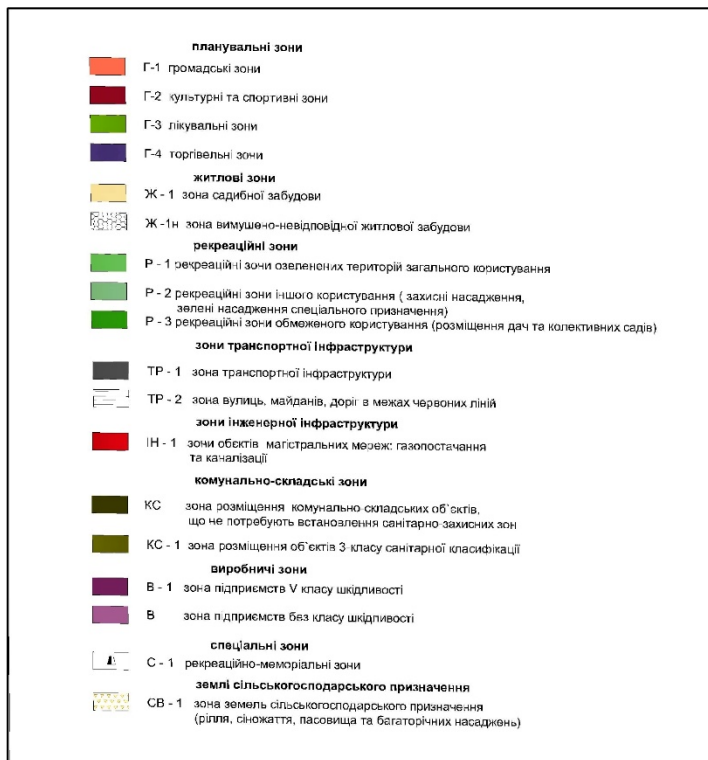 планувальні зони
Г-1 громадські зони
Г-2 культурні та спортивні зони
Г-3 лікувальні зони
Г-4 торгівельні зочи
житлові зони
Ж - 1 зона садибної забудови
Ж -1н зона вимушено-невідповідної житлової забудови
рекреаційні зони
Р - 1 рекреаційні зочи озеленених територій загального користування
Р - 2 рекреаційні зони іншого користування ( захисні насадження,
зелені насадження спеціального призначення)
Р - 3 рекреаційні зони обмеженого користування (розміщення дач та колективних садів)
зони транспортної інфраструктури
ТР - 1 зона транспортної інфраструктури
ТР - 2 зона вулиць, майданів, доріг в межах червоних ліній
зони інженерної інфраструктури
ІН - 1 зочи обєктів магістральних мереж: газопостачання
та каналізації
комунально-складські зони
КС зона розміщення комунально-складських об`єктів,
що не потребують встановлення санітарно-захисних зон
КС - 1 зона розміщення об`єктів 3-класу санітарної класифікації
виробничі зони
В - 1 зона підприємств V класу шкідливості
В зона підприємств без класу шкідливості
спеціальні зони
С - 1 рекреаційно-меморіальні зони
землі сільськогосподарського призначення
СВ - 1 зона земель сільськогосподарського призначення
(рілля, сіножаття, пасовища та багаторічних насаджень)